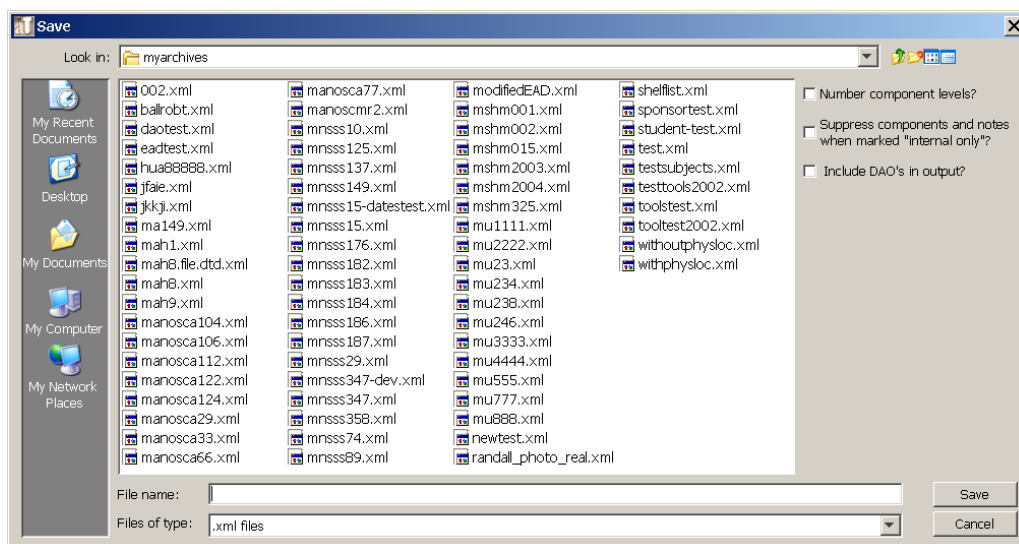 Save
Look in:
myarchives
My Recent
Documents
Desktop
My Documents
My Computer
My Network
Places
002.xml
ballrobt.xml
daotest.xml
eadtest.xml
hua88888.xml
jfaie.xml
jkkji.xml
ma149.xml
mah1.xml
mah8.file.dtd.xml
mah8.xml
mah9.xml
manosca104.xml
manosca106.xml
manosca112.xml
manosca122.xml
manosca124.xml
manosca29.xml
manosca33.xml
manosca66.xml
manosca77.xml
manoscmr2.xml
mnsss10.xml
mnsss125.xml
mnsss137.xml
mnsss149.xml
mnsss15-datestest.xml
mnsss15.xml
mnsss176.xml
mnsss182.xml
mnsss183.xml
mnsss184.xml
mnsss186.xml
mnsss187.xml
mnsss29.xml
mnsss347-dev.xml
mnsss347.xml
mnsss358.xml
mnsss74.xml
mnsss89.xml
modifiedEAD.xml
mshm001.xml
mshm002.xml
mshm015.xml
mshm2003.xml
mshm2004.xml
mshm325.xml
mu1111.xml
mu2222.xml
mu23.xml
mu234.xml
mu238.xml
mu246.xml
mu3333.xml
mu4444.xml
mu555.xml
mu777.xml
mu888.xml
newtest.xml
randall_photo_real.xml
shelflist.xml
sponsortest.xml
student-test.xml
test.xml
testsubjects.xml
testtools2002.xml
toolstest.xml
tooltest2002.xml
withoutphysloc.xml
withphysloc.xml
Number component levels?
Suppress components and notes
when marked "internal only"?
Include DAO's in output?
File name:
Save
Files of type:
.xml files
Cancel